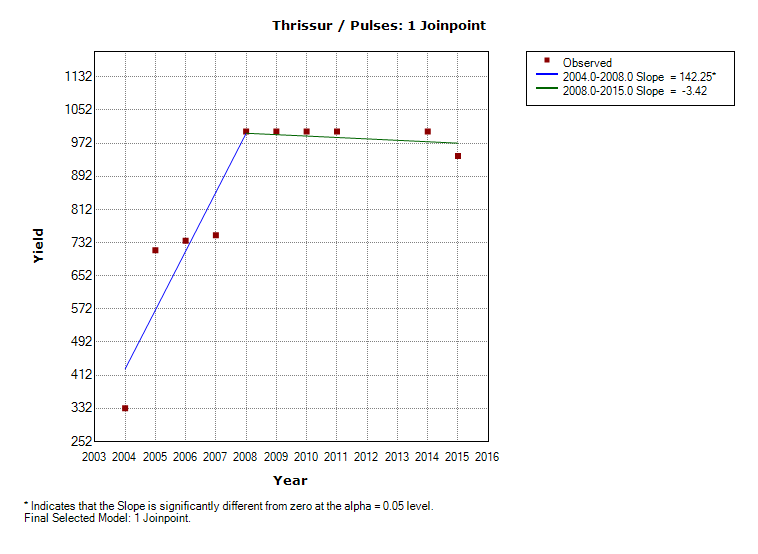 Thrissur / Pulses: 1 Joinpoint
Observed
2004.0-2008.0 Slope = 142.25*
2008.0-2015.0 Slope = -3.42
1132
1052
972
892
812
732
652
572
492
412
332
252
Yield
2003 2004 2005 2006 2007 2008 2009 2010 2011 2012 2013 2014 2015 2016
Year
* Indicates that the Slope is significantly different from zero at the alpha = 0.05 level.
Final Selected Model: 1 Joinpoint.